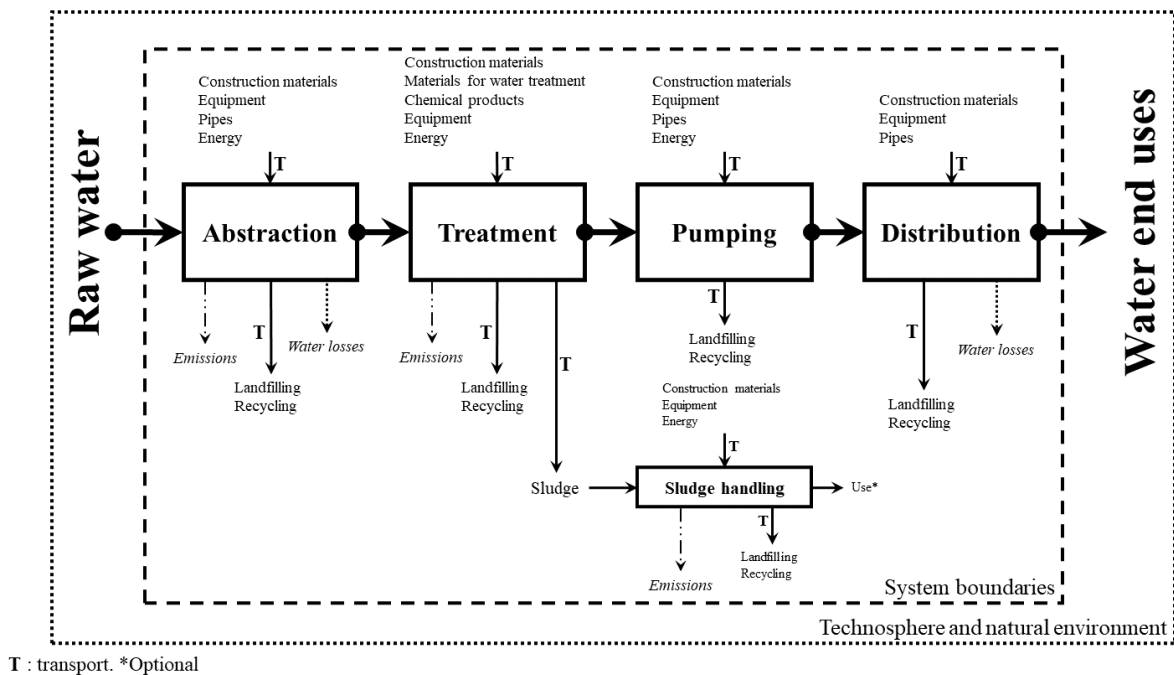 Raw water
Construction materials
Equipment
Pipes
Energy
T
Abstraction
Emissions
T
Landfilling
Recycling
Water losses
Construction materials
Materials for water treatment
Chemical products
Equipment
Energy
T
Treatment
Emissions
T
Landfilling
Recycling
T
Sludge
Construction materials
Equipment
Pipes
Energy
T
Pumping
T
Landfilling
Recycling
Construction materials
Equipment
Energy
T
Sludge handling
Use*
Emissions
T
Landfilling
Recycling
Construction materials
Equipment
Pipes
T
Distribution
T
Landfilling
Recycling
Water losses
Water end uses
System boundaries
Technosphere and natural environment
T : transport. *Optional